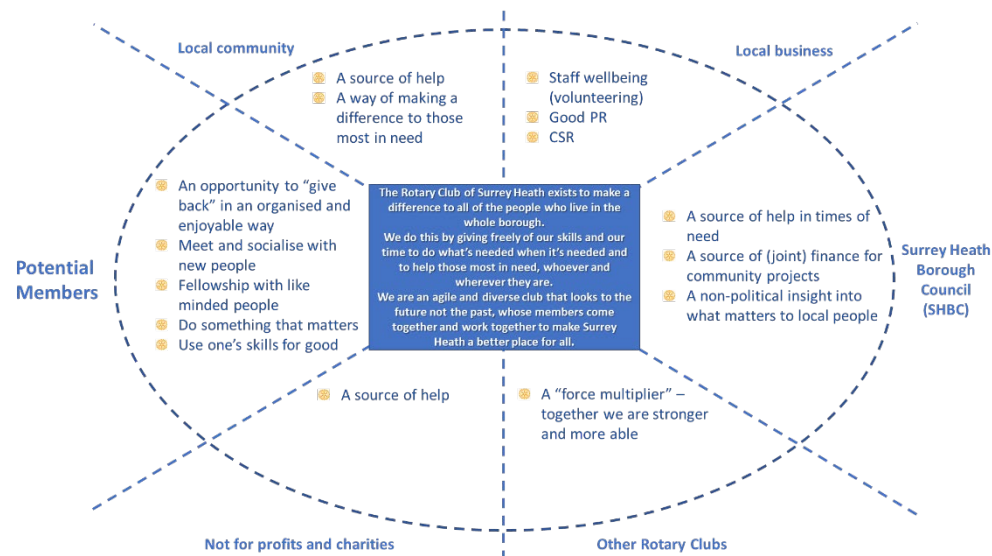 Local community
A source of help
A way of making a
difference to those
most in need
Local business
Staff wellbeing
(volunteering)
Good PR
CSR
Potential
Members
An opportunity to “give
back” in an organised and
enjoyable way
Meet and socialise with
new people
Fellowship with like
minded people
Do something that matters
Use one’s skills for good
The Rotary Club of Surrey Heath exists to make a
difference to all of the people who live in the
whole borough.
We do this by giving freely of our skills and our
time to do what’s needed when it’s needed and
to help those most in need, whoever and
wherever they are.
We are an agile and diverse club that looks to the
future not the past, whose members come
together and work together to make Surrey
Heath a better place for all.
A source of help in times of
need
A source of (joint) finance for
community projects
A non-political insight into
what matters to local people
Surrey Heath
Borough
Council
(SHBC)
A source of help
Not for profits and charities
A “force multiplier” –
together we are stronger
and more able
Other Rotary Clubs